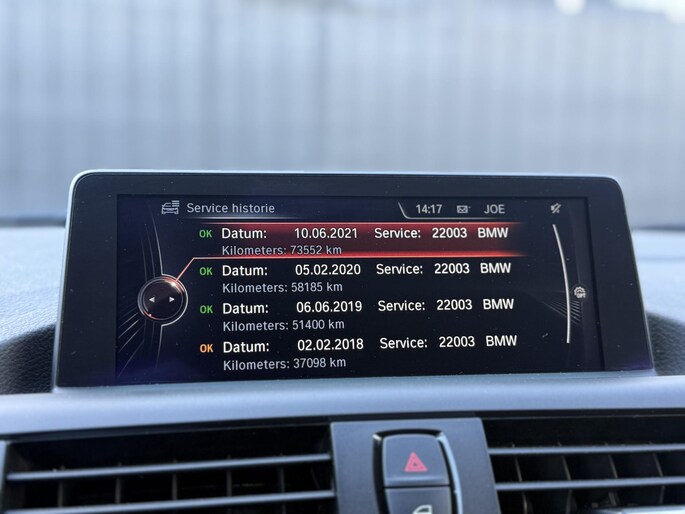 Service historie 14:17 JOE
OK Datum: 10.06.2021 Service: 22003 BMW
Kilometers: 73552 km
OK Datum: 05.02.2020 Service: 22003 BMW
Kilometers: 58185 km
OK Datum: 06.06.2019 Service: 22003 BMW
Kilometers: 51400 km
OK Datum: 02.02.2018 Service: 22003 BMW
Kilometers: 37098 km